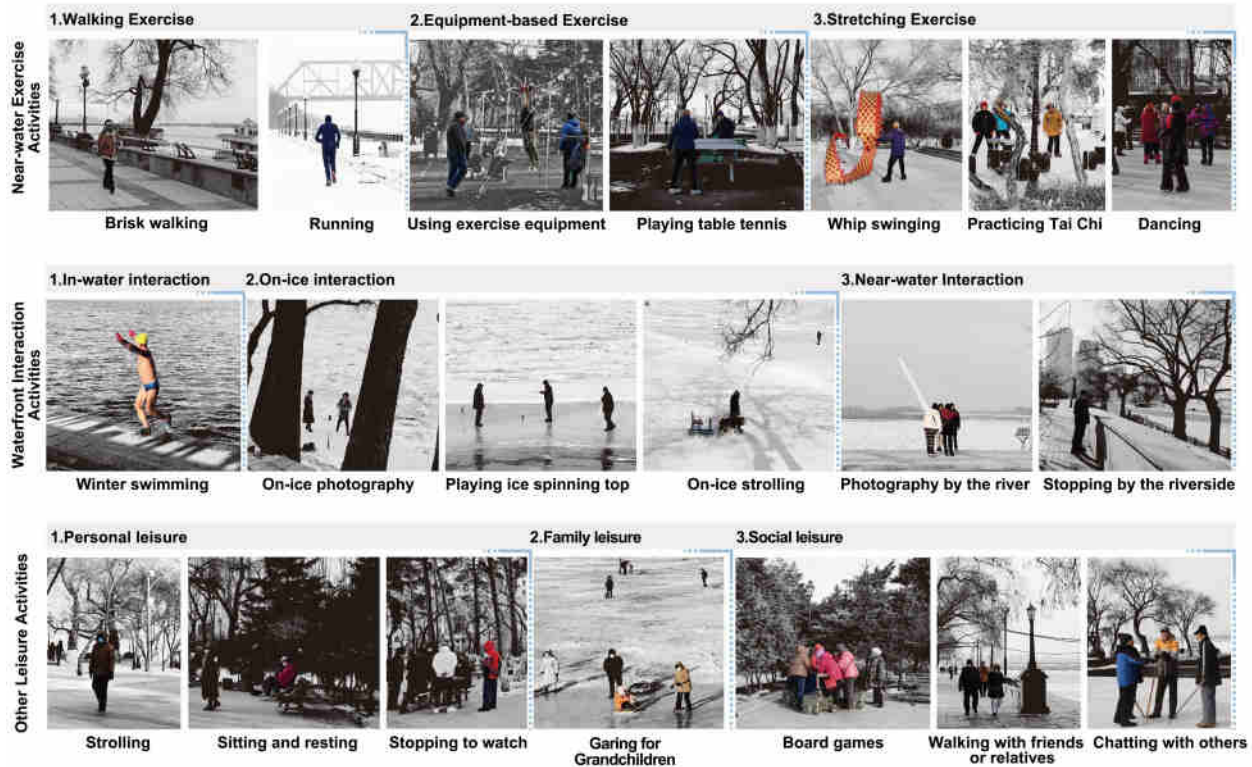 1.Walking Exercise
2.Equipment-based Exercise
3.Stretching Exercise
Near-water Exercise
Activities
Brisk walking
Running
Using exercise equipment
Playing table tennis
Whip swinging
Practicing Tai Chi
Dancing
1.In-water interaction
2.On-ice interaction
3.Near-water Interaction
Waterfront Interaction
Activities
Winter swimming
On-ice photography
Playing ice spinning top
On-ice strolling
Photography by the river
Stopping by the riverside
1.Personal leisure
2.Family leisure
3.Social leisure
Other Leisure Activities
Strolling
Sitting and resting
Stopping to watch
Garing for
Grandchildren
Board games
Walking with friends
or relatives
Chatting with others